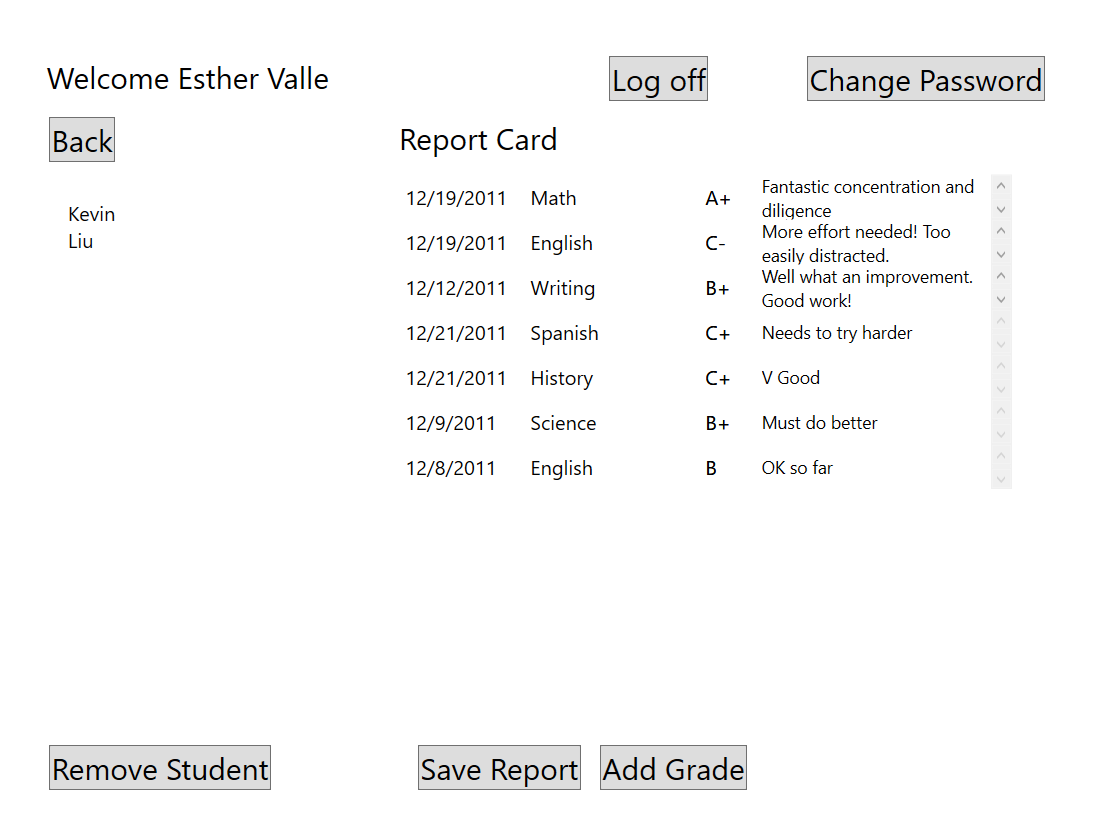 Welcome Esther Valle
Log off
Change Password
Back
Report Card
Kevin
Liu
12/19/2011 Math A+ Fantastic concentration and
diligence
12/19/2011 English C- More effort needed! Too
easily distracted.
12/12/2011 Writing B+ Well what an improvement.
Good work!
12/21/2011 Spanish C+ Needs to try harder
12/21/2011 History C+ V Good
12/9/2011 Science B+ Must do better
12/8/2011 English B OK so far
Remove Student
Save Report
Add Grade